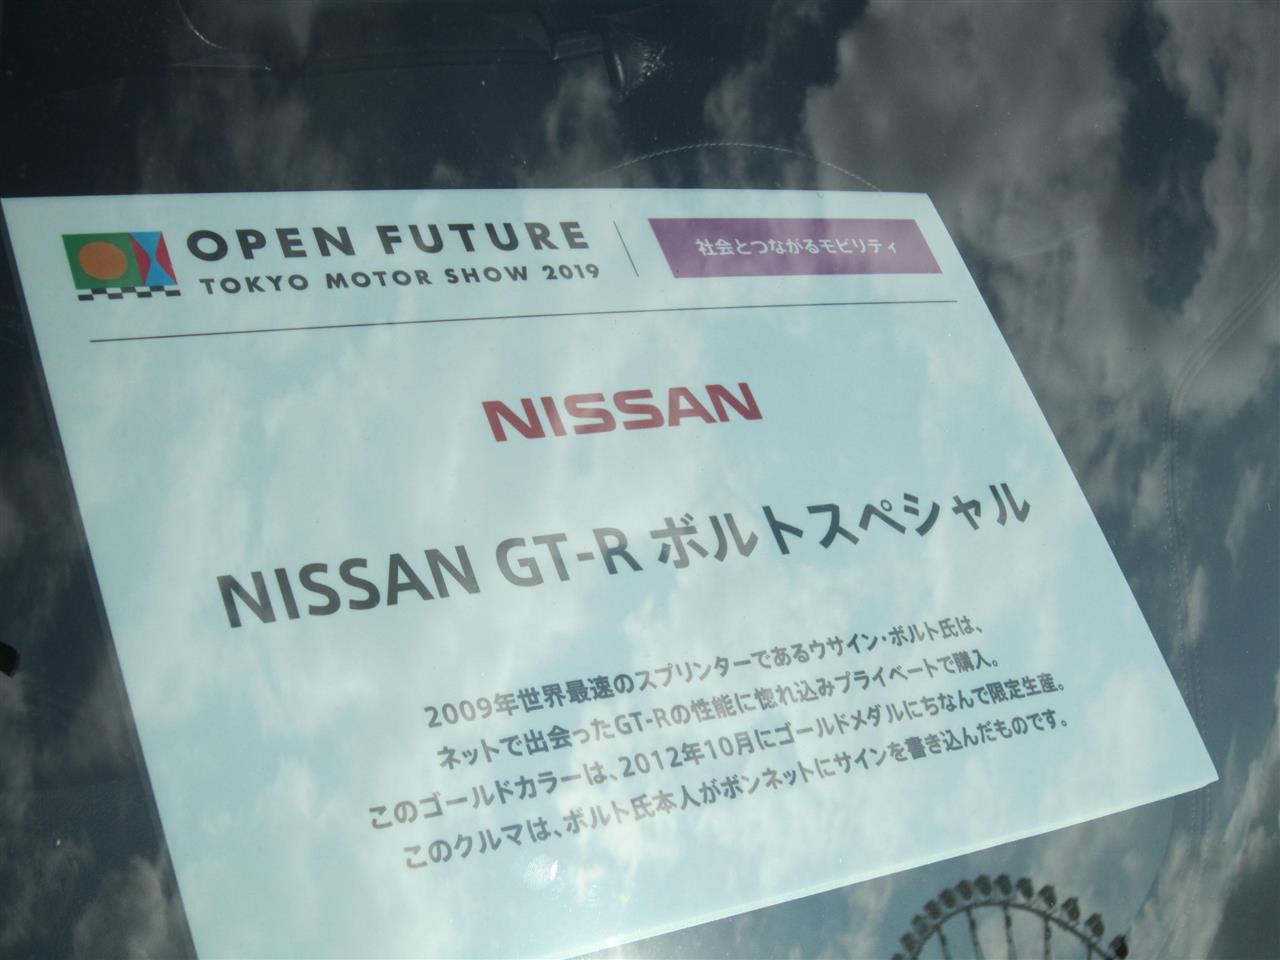 OPEN FUTURE
TOKYO MOTOR SHOW 2019
社会とつながるモビリティ
NISSAN
NISSAN GT-R ボルトスペシャル
2009年世界最速のスプリンターであるウサイン・ボルト氏は、
ネットで出会ったGT-Rの性能に惚れ込みプライベートで購入。
このゴールドカラーは、2012年10月にゴールドメダルにちなんで限定生産。
このクルマは、ボルト氏本人がボンネットにサインを書き込んだものです。